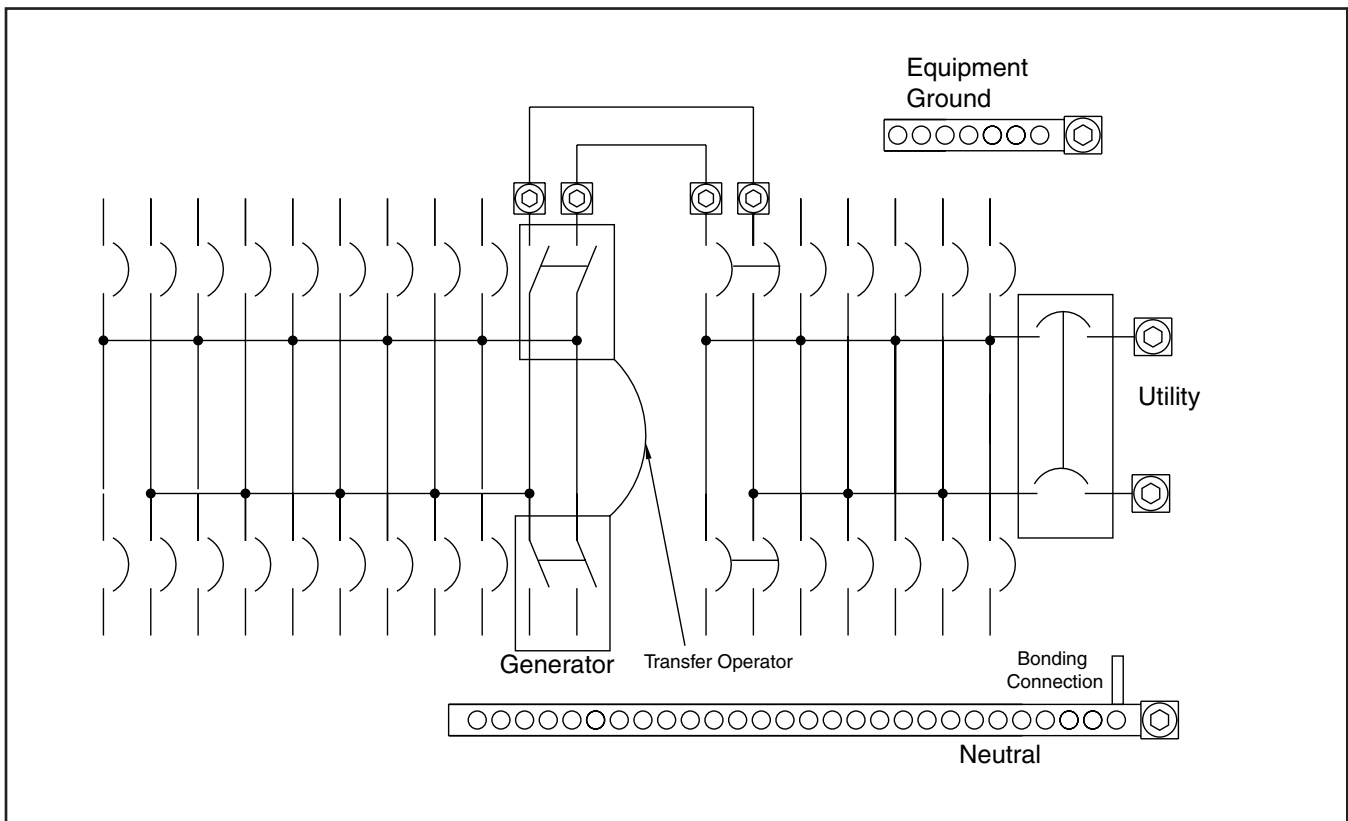 Equipment
Ground
Utility
Generator
Transfer Operator
Bonding
Connection
Neutral